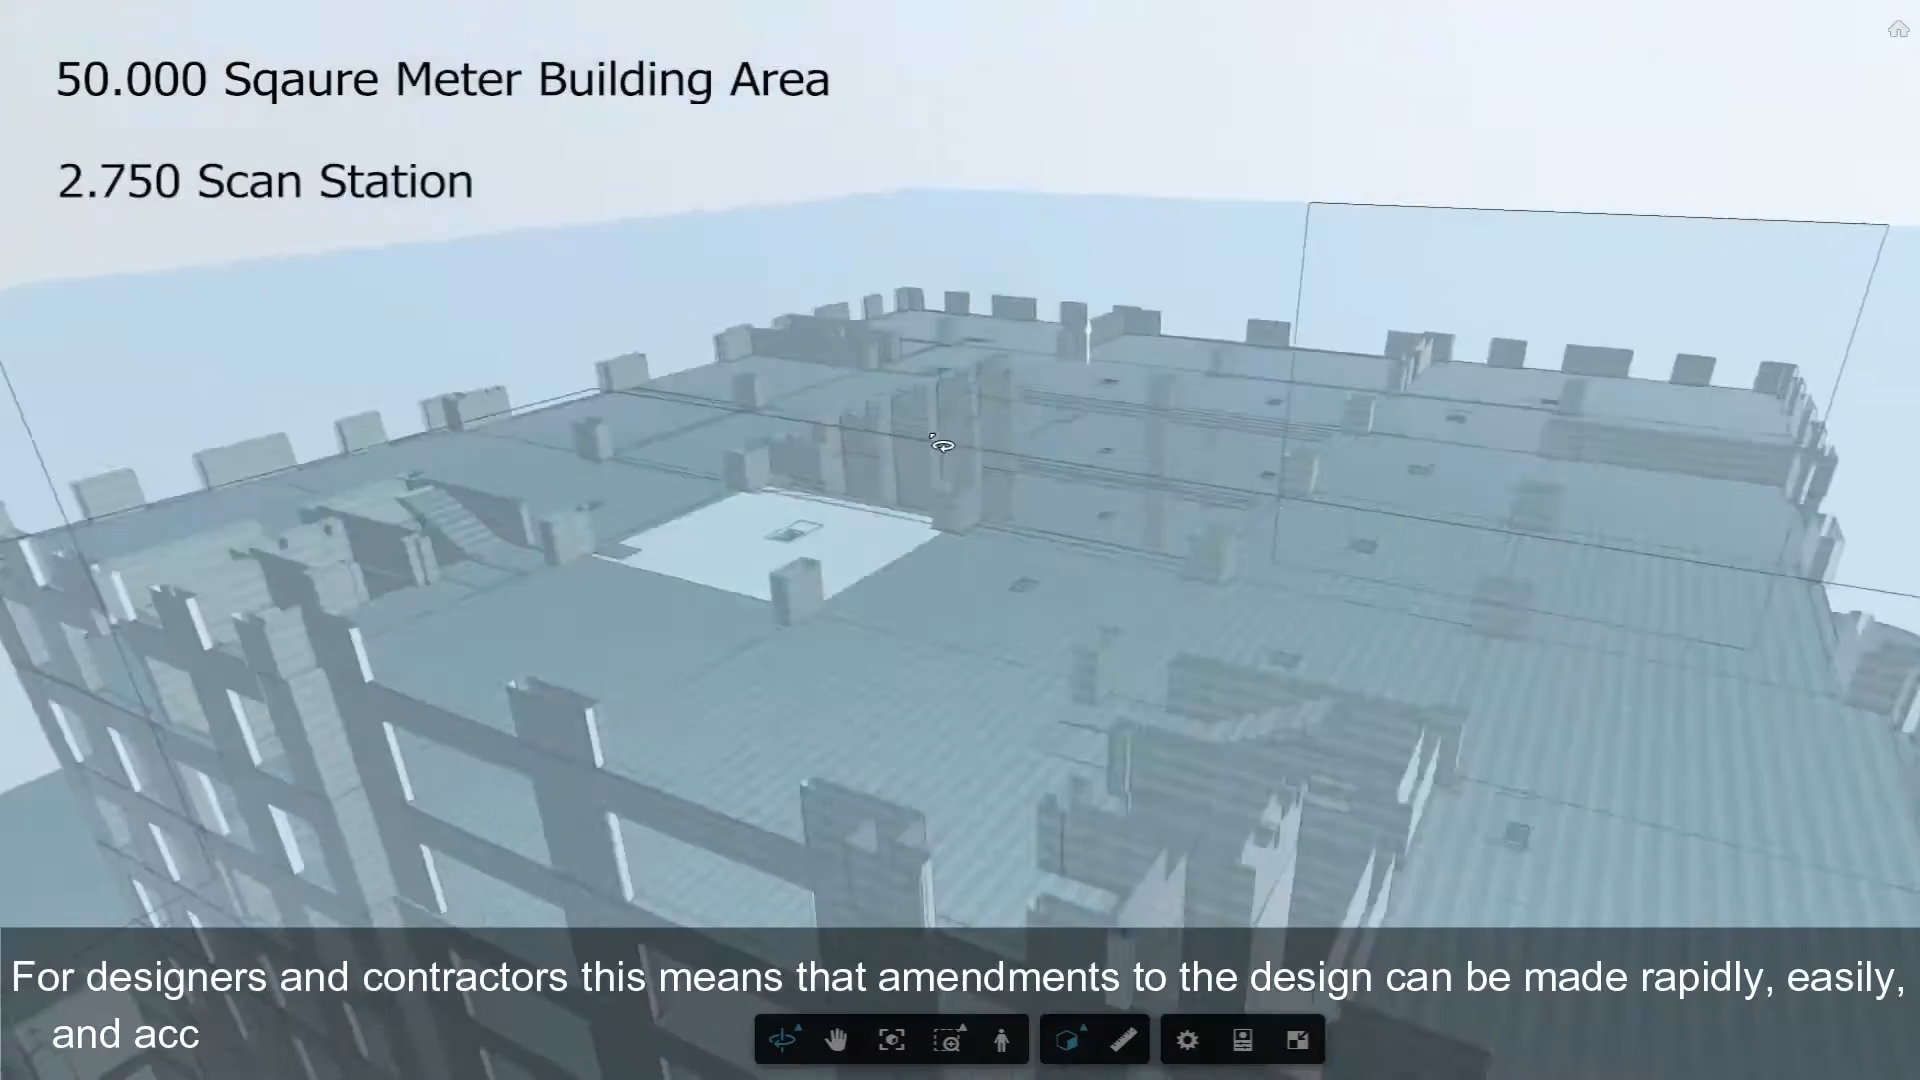 50.000 Sqaure Meter Building Area
2.750 Scan Station
For designers and contractors this means that amendments to the design can be made rapidly, easily,
and acc